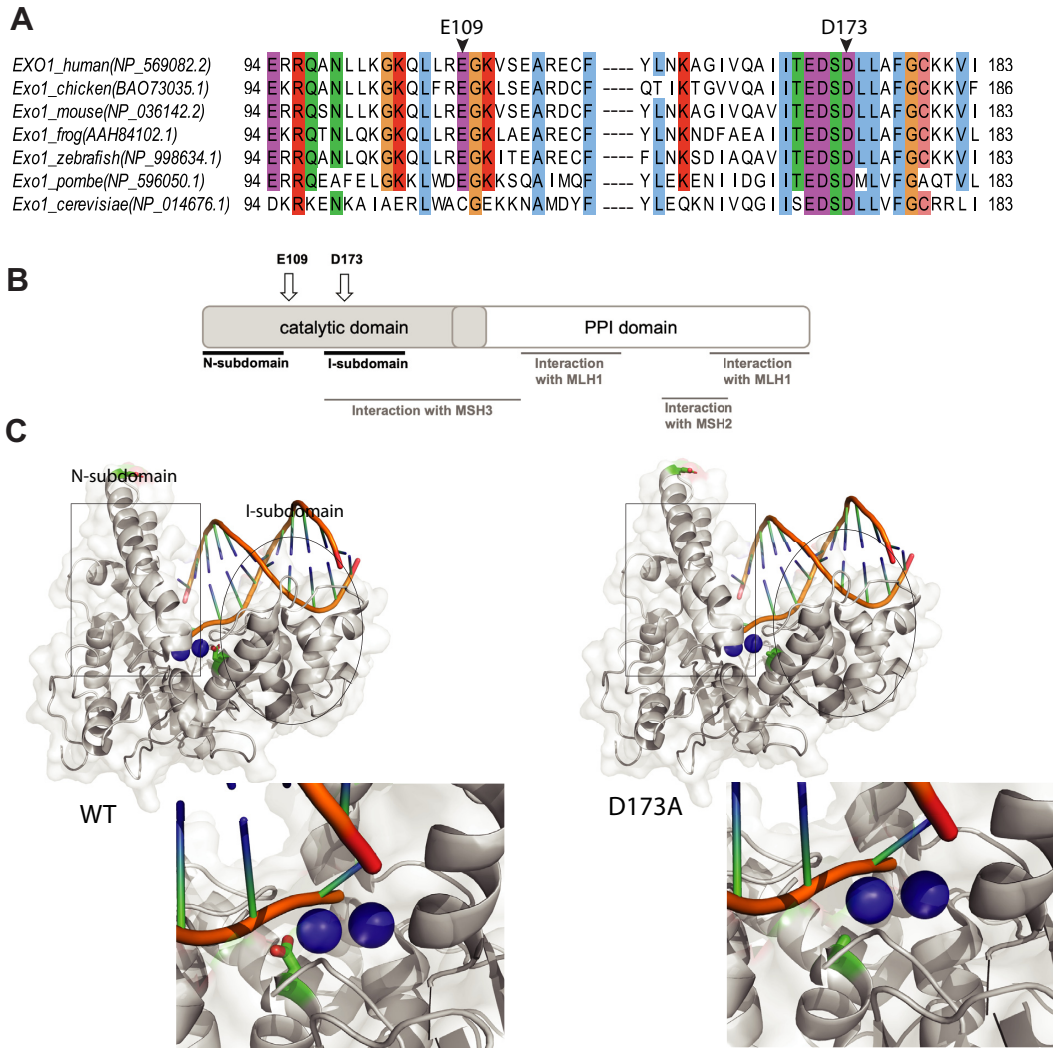 A
E109 D173
EXO1_human(NP_569082.2) 94 ERRQANLLKGKQLLREGKVSEARECF ---- YLNKAGIVQAIITEDSDLLAFGCKKVI 183
Exo1_chicken(BAO73035.1) 94 EKRQANLLKGKQLFREGKLSEARDCF ---- QTIKTGVVQAIITEDSDLLAFGCKKVF 186
Exo1_mouse(NP_036142.2) 94 ERRQSNLLKGKQLLREGKVSEARDCF ---- YLNKAGIVQAVITEDSDLLAFGCKKVI 183
Exo1_frog(AAH84102.1) 94 EKRQTNLQKGKQLLREGKLAEARECF ---- YLNKNDFAEAIITEDSDLLAFGCKKVL 183
Exo1_zebrafish(NP_998634.1) 94 ERRQANLQKGKQLLREGKITEARECF ---- FLNKSDIAQAVITEDSDLLAFGCKKVI 183
Exo1_pombe(NP_596050.1) 94 ERRQEAFELGKKLWDEGKKSQAIMQF ---- YLEKENIIDGIITEDSDMLVFGAQTVL 183
Exo1_cerevisiae(NP_014676.1) 94 DKRKENKAIAERLWACGEKKNAMDYF ---- YLEQKNIVQGIISEDSDLLVFGCRRLI 183
B
E109 D173
catalytic domain PPI domain
N-subdomain I-subdomain Interaction with MLH1 Interaction with MLH1
Interaction with MSH3 Interaction with MSH2
C
N-subdomain
I-subdomain
WT D173A